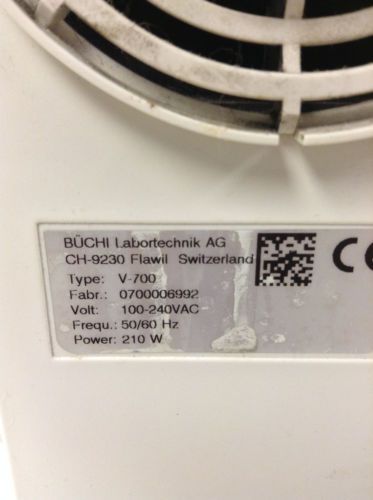 BÜCHI Labortechnik AG
CH-9230 Flawil Switzerland
CE
Type: V-700
Fabr.: 0700006992
Volt: 100-240VAC
Frequ.: 50/60 Hz
Power: 210 W